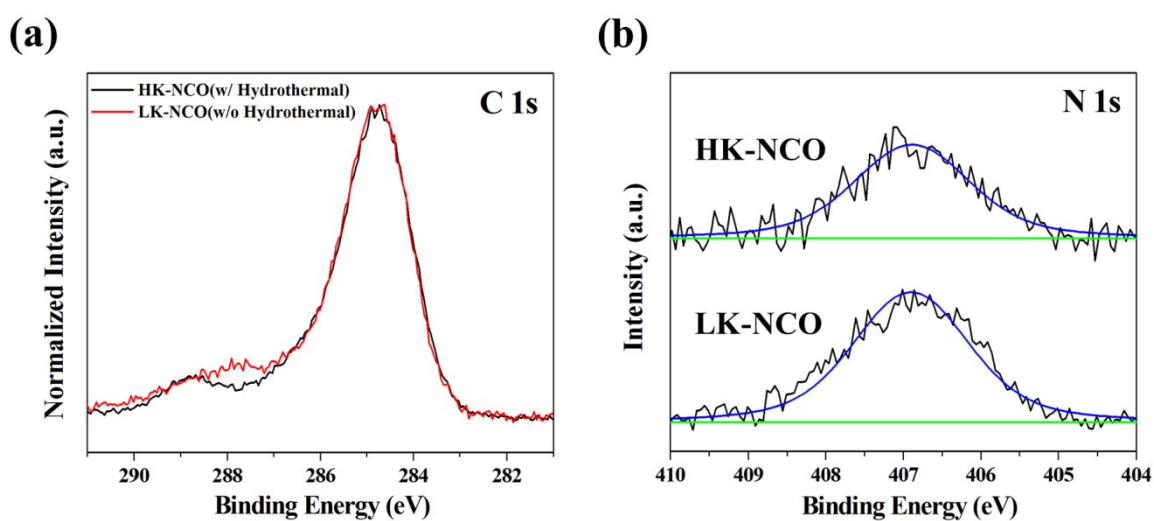 (a)
HK-NCO(w/ Hydrothermal)
LK-NCO(w/o Hydrothermal)
C 1s
Normalized Intensity (a.u.)
290 288 286 284 282
Binding Energy (eV)
(b)
N 1s
HK-NCO
LK-NCO
Intensity (a.u.)
410 409 408 407 406 405 404
Binding Energy (eV)